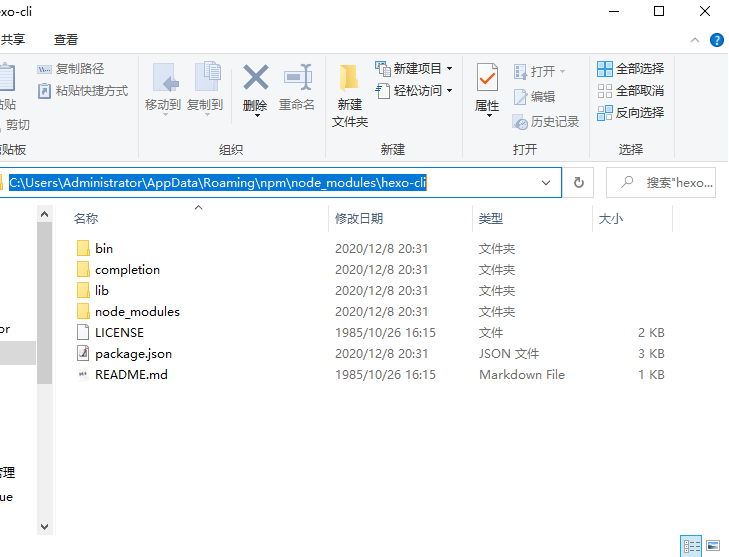 hexo-cli
共享 查看
复制路径
粘贴快捷方式
剪切
移动到 复制到 删除 重命名
新建
文件夹
新建项目
轻松访问
属性
打开
编辑
历史记录
全部选择
全部取消
反向选择
组织 新建 打开 选择
C:\Users\Administrator\AppData\Roaming\npm\node_modules\hexo-cli
搜索"hexo...
名称 修改日期 类型 大小
bin 2020/12/8 20:31 文件夹
completion 2020/12/8 20:31 文件夹
lib 2020/12/8 20:31 文件夹
node_modules 2020/12/8 20:31 文件夹
LICENSE 1985/10/26 16:15 文件 2 KB
package.json 2020/12/8 20:31 JSON 文件 3 KB
README.md 1985/10/26 16:15 Markdown File 1 KB
or
管理
ue